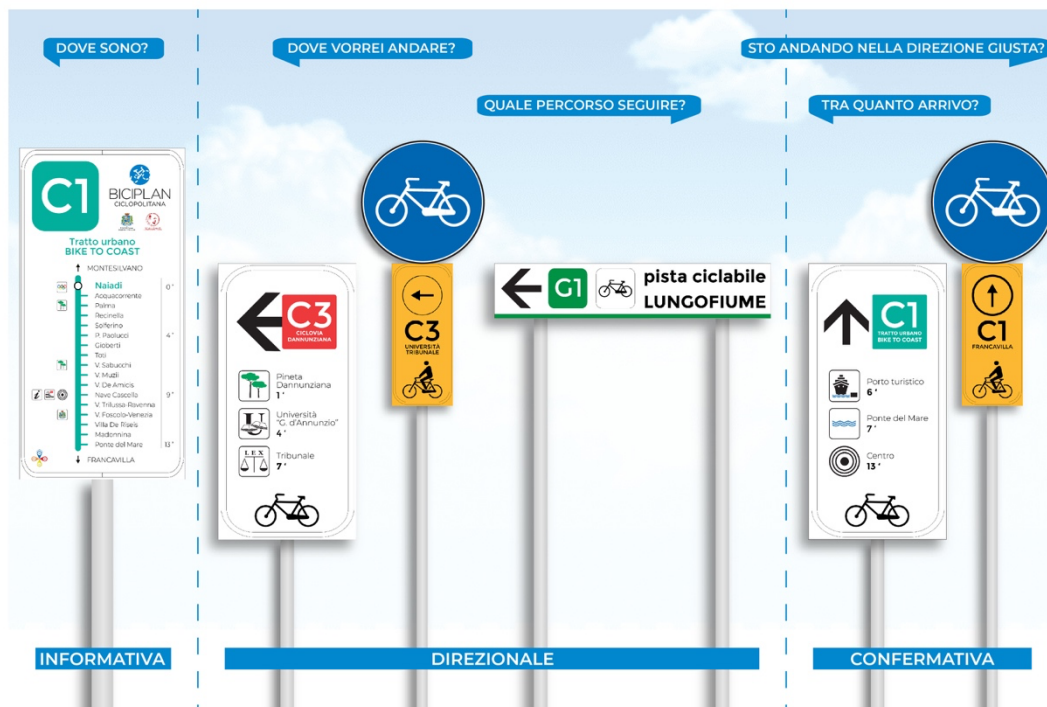 DOVE SONO?
DOVE VORREI ANDARE?
STO ANDANDO NELLA DIREZIONE GIUSTA?
QUALE PERCORSO SEGUIRE?
TRA QUANTO ARRIVO?
C1
BICIPLAN
CICLOPOLITANA
Tratto urbano
BIKE TO COAST
↑ MONTESILVANO
Naiadi 0'
Acquacorrente
Palma
Recinella
Solferino
P. Paolucci 4'
Gioberti
Toti
V. Sabucchi
V. Muzii
V. De Amicis
Nave Cascella 9'
V. Trilussa-Ravenna
V. Foscolo-Venezia
Villa De Riseis
Madonnina
Ponte del Mare 13'
↓ FRANCAVILLA
← C3
CICLOVIA
DANNUNZIANA
Pineta
Dannunziana
1'
Università
"G. d'Annunzio"
4'
LEX
Tribunale
7'
←
C3
UNIVERSITÀ
TRIBUNALE
← G1 pista ciclabile
LUNGOFIUME
↑ C1
TRATTO URBANO
BIKE TO COAST
Porto turistico
6'
Ponte del Mare
7'
Centro
13'
↑
C1
FRANCAVILLA
INFORMATIVA
DIREZIONALE
CONFERMATIVA